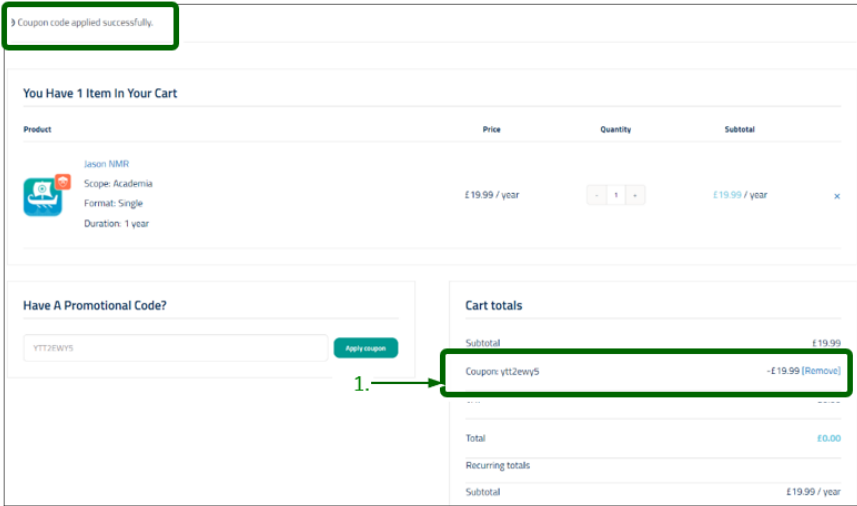 Coupon code applied successfully.
You Have 1 Item In Your Cart
Product Price Quantity Subtotal
Jason NMR
Scope: Academia
Format: Single
Duration: 1 year
£19.99 / year - 1 + £19.99 / year ×
Have A Promotional Code?
YTT2EWY5 Apply coupon
Cart totals
Subtotal £19.99
1.
Coupon: ytt2ewy5 -£19.99 [Remove]
Total £0.00
Recurring totals
Subtotal £19.99 / year